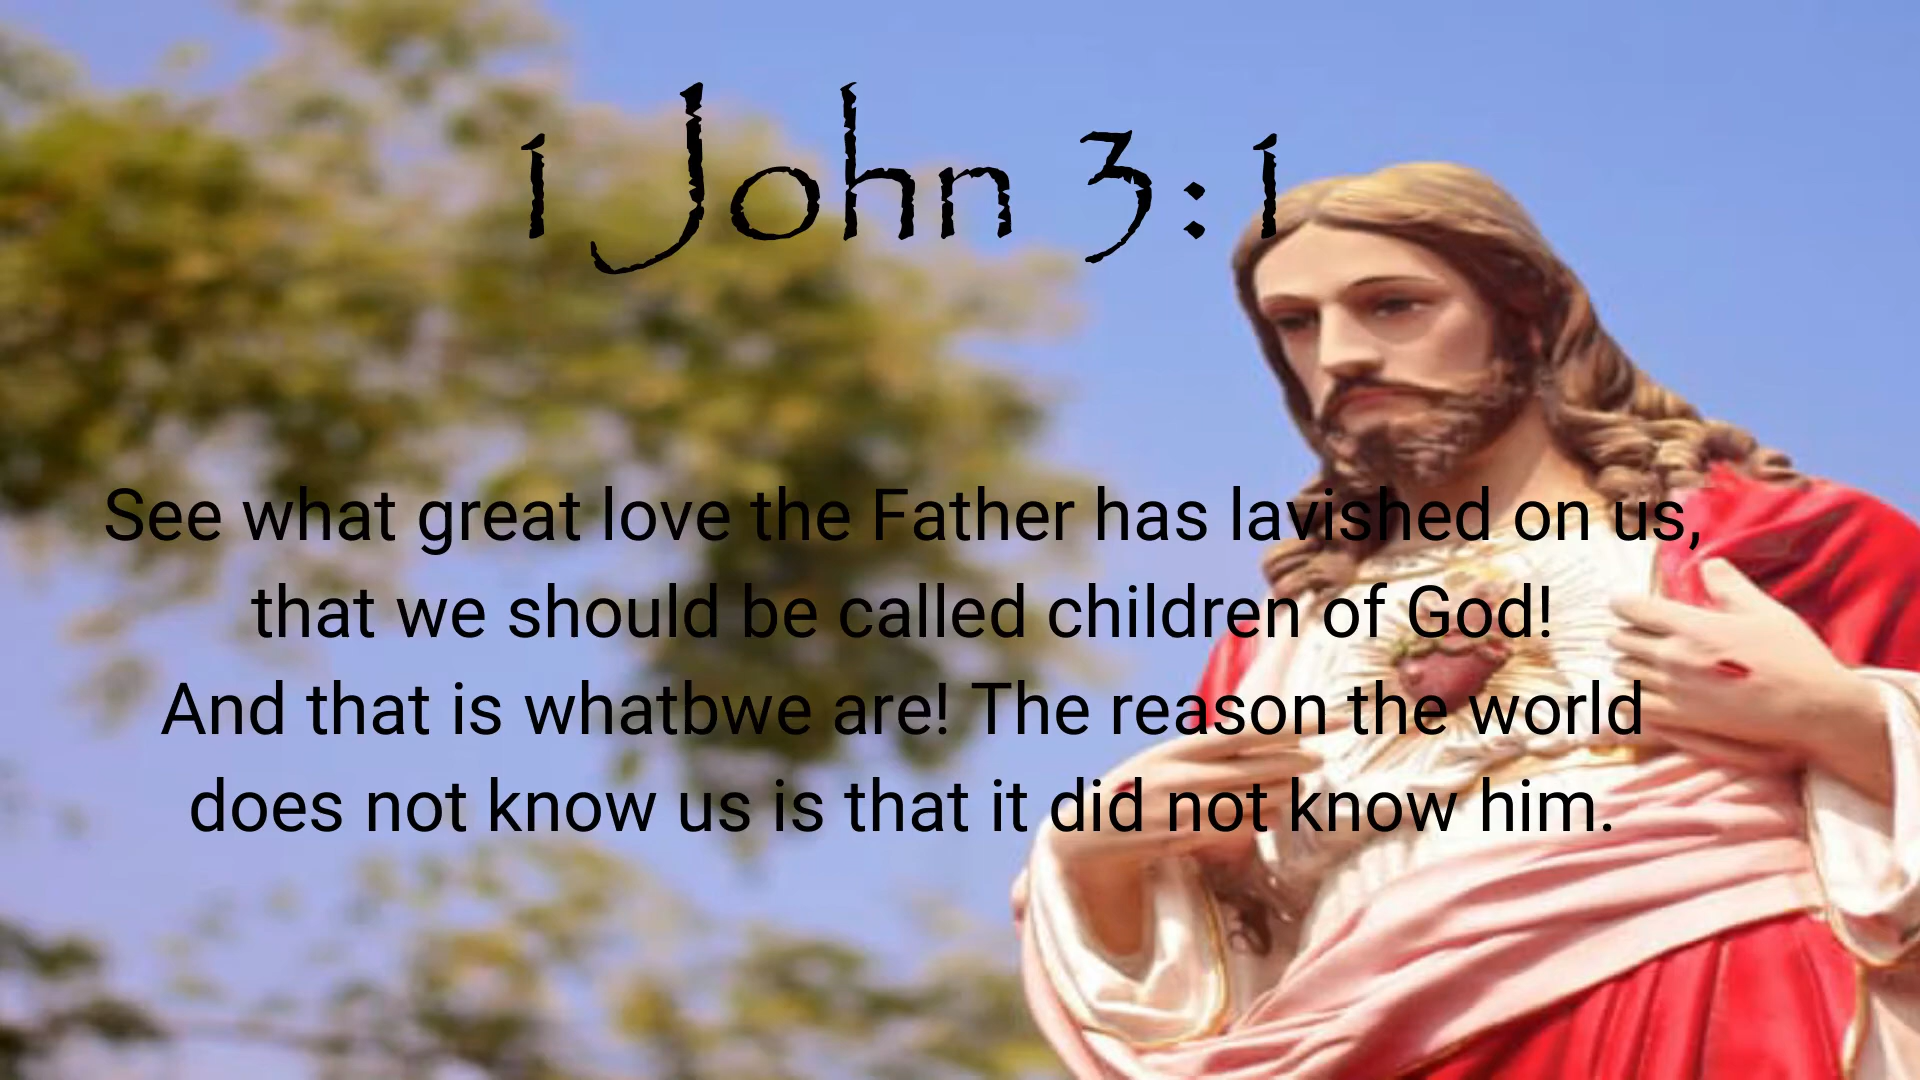 1 John 3:1
See what great love the Father has lavished on us,
that we should be called children of God!
And that is whatbwe are! The reason the world
does not know us is that it did not know him.